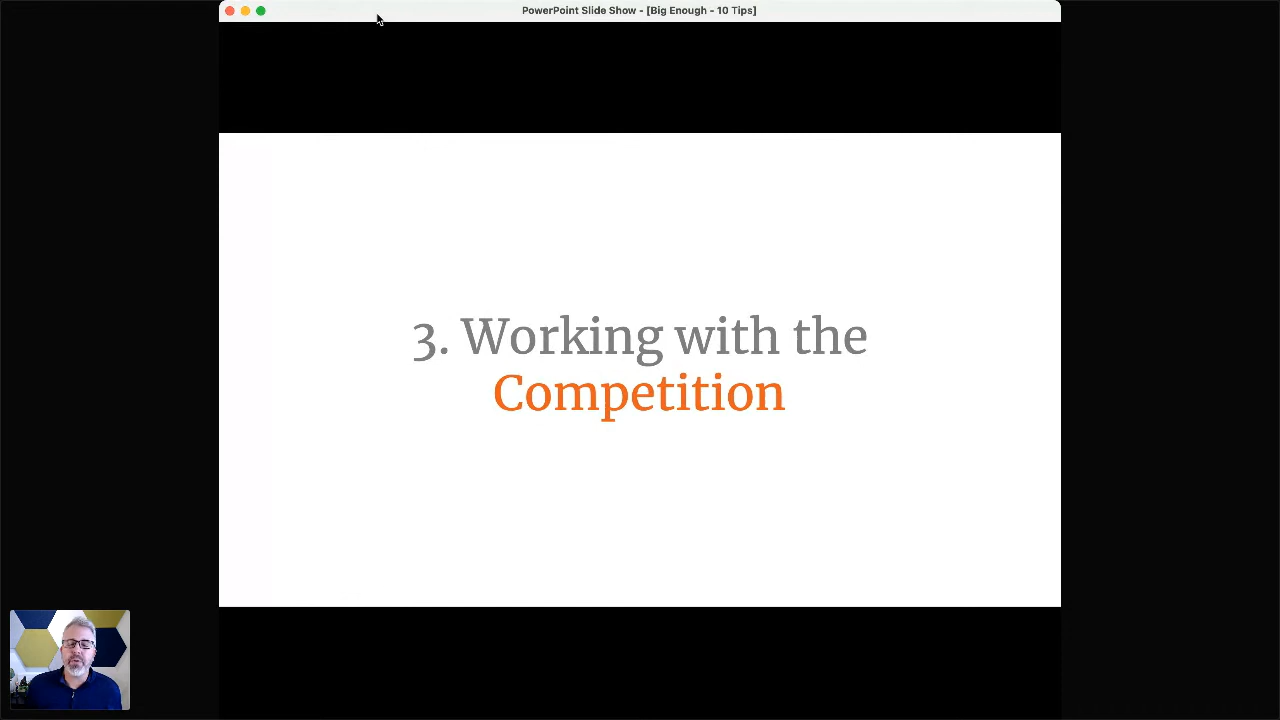 PowerPoint Slide Show - [Big Enough - 10 Tips]
3. Working with the
Competition